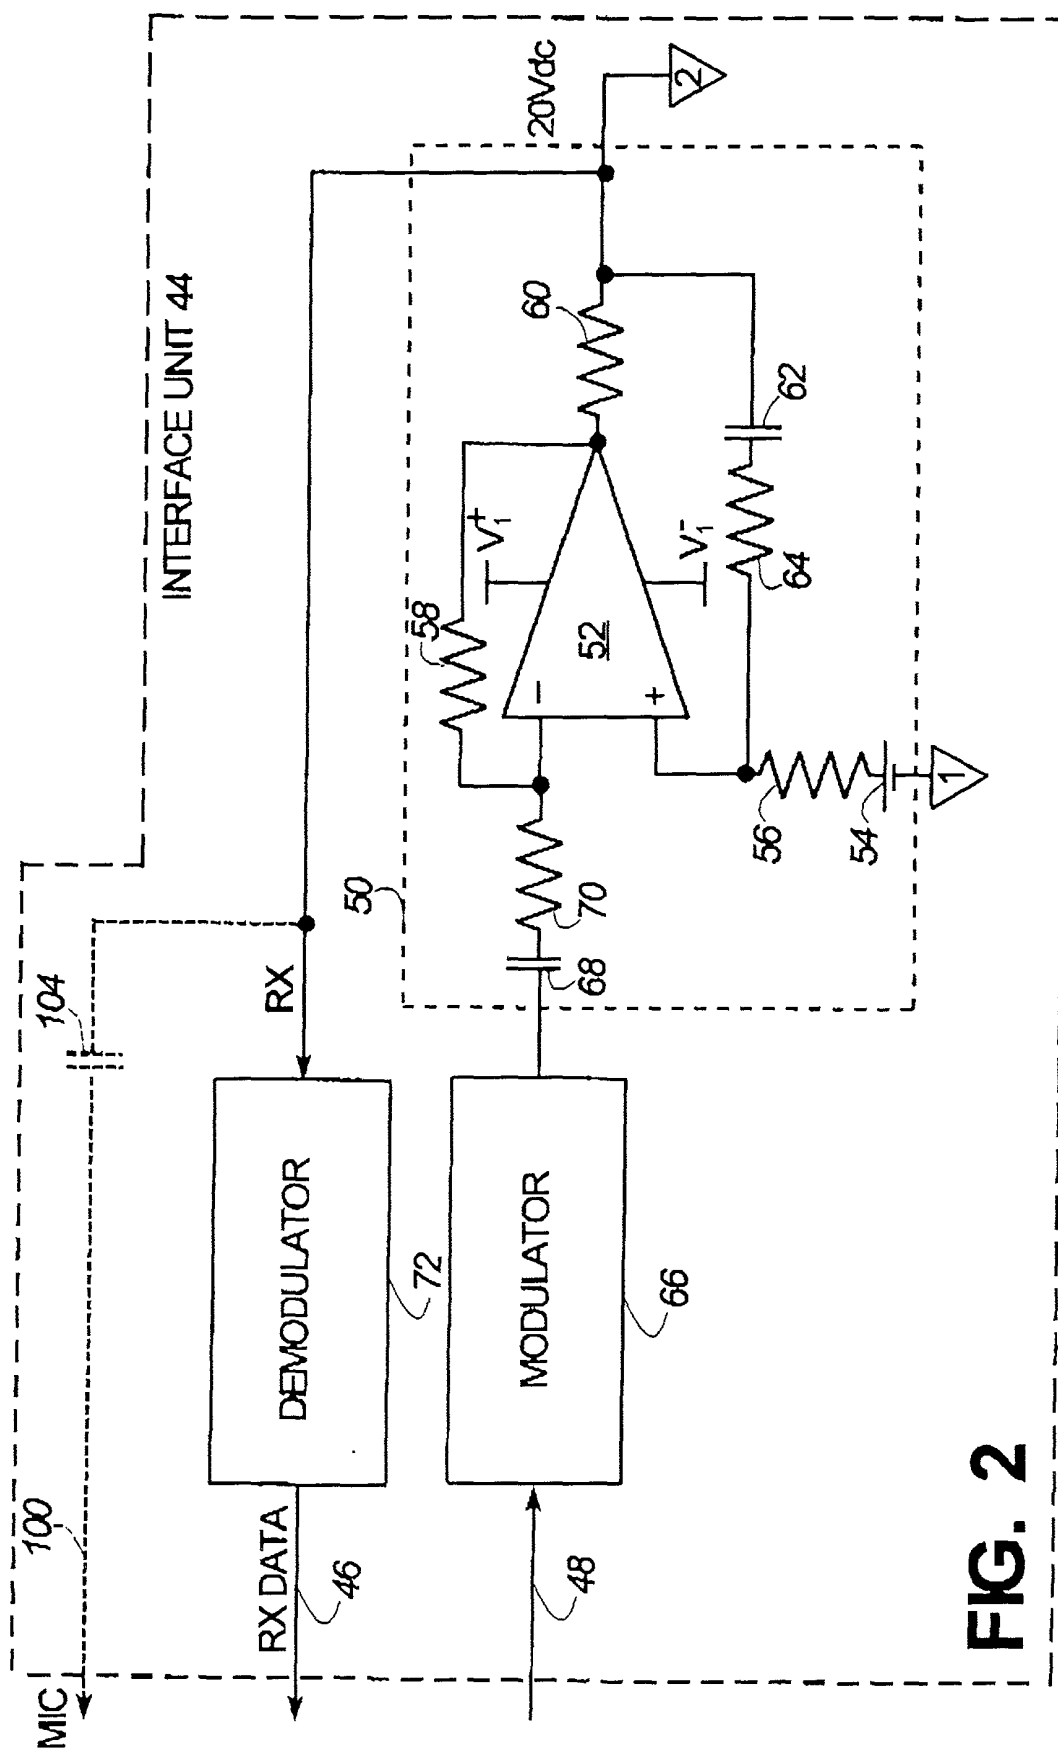 INTERFACE UNIT 44
MIC
100
104
RX DATA
46
DEMODULATOR
72
RX
20Vdc
2
50
48
MODULATOR
66
68
70
58
V₁⁺
−
52
+
V₁⁻
60
62
64
56
54
1
FIG. 2